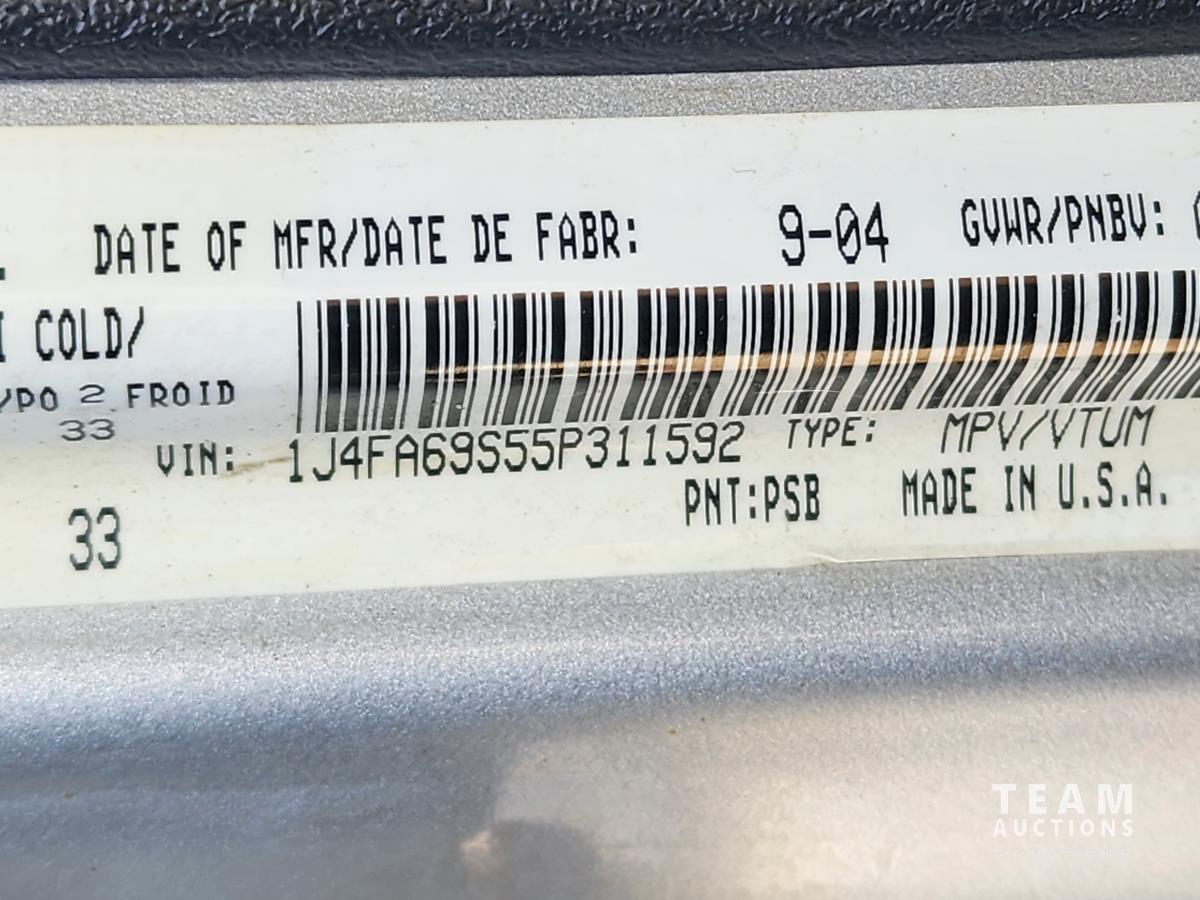 DATE OF MFR/DATE DE FABR: 9-04 GVWR/PNBV:
COLD/
/PO 2 FROID
33
VIN: 1J4FA69S55P311592 TYPE: MPV/VTUM
33 PNT:PSB MADE IN U.S.A.
TEAM
AUCTIONS